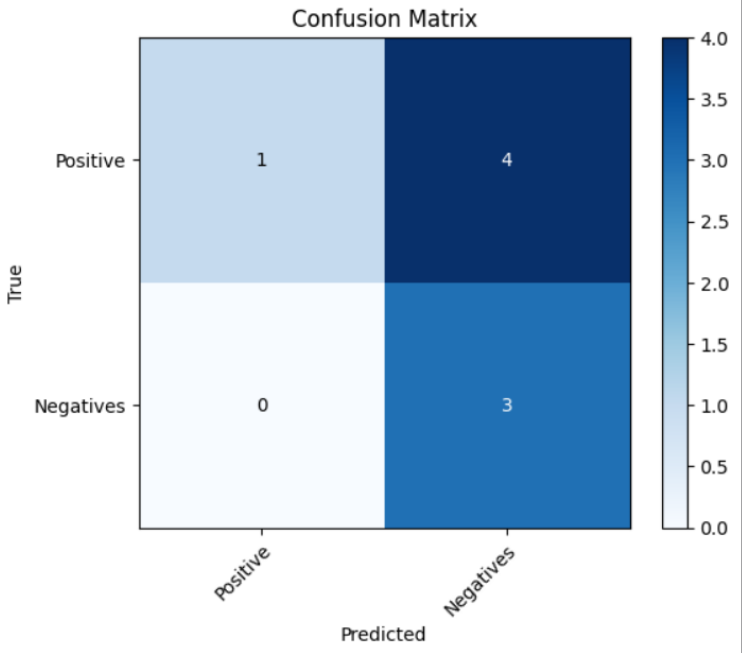 Confusion Matrix
Positive
1
4
True
Negatives
0
3
Positive
Negatives
Predicted
4.0
3.5
3.0
2.5
2.0
1.5
1.0
0.5
0.0